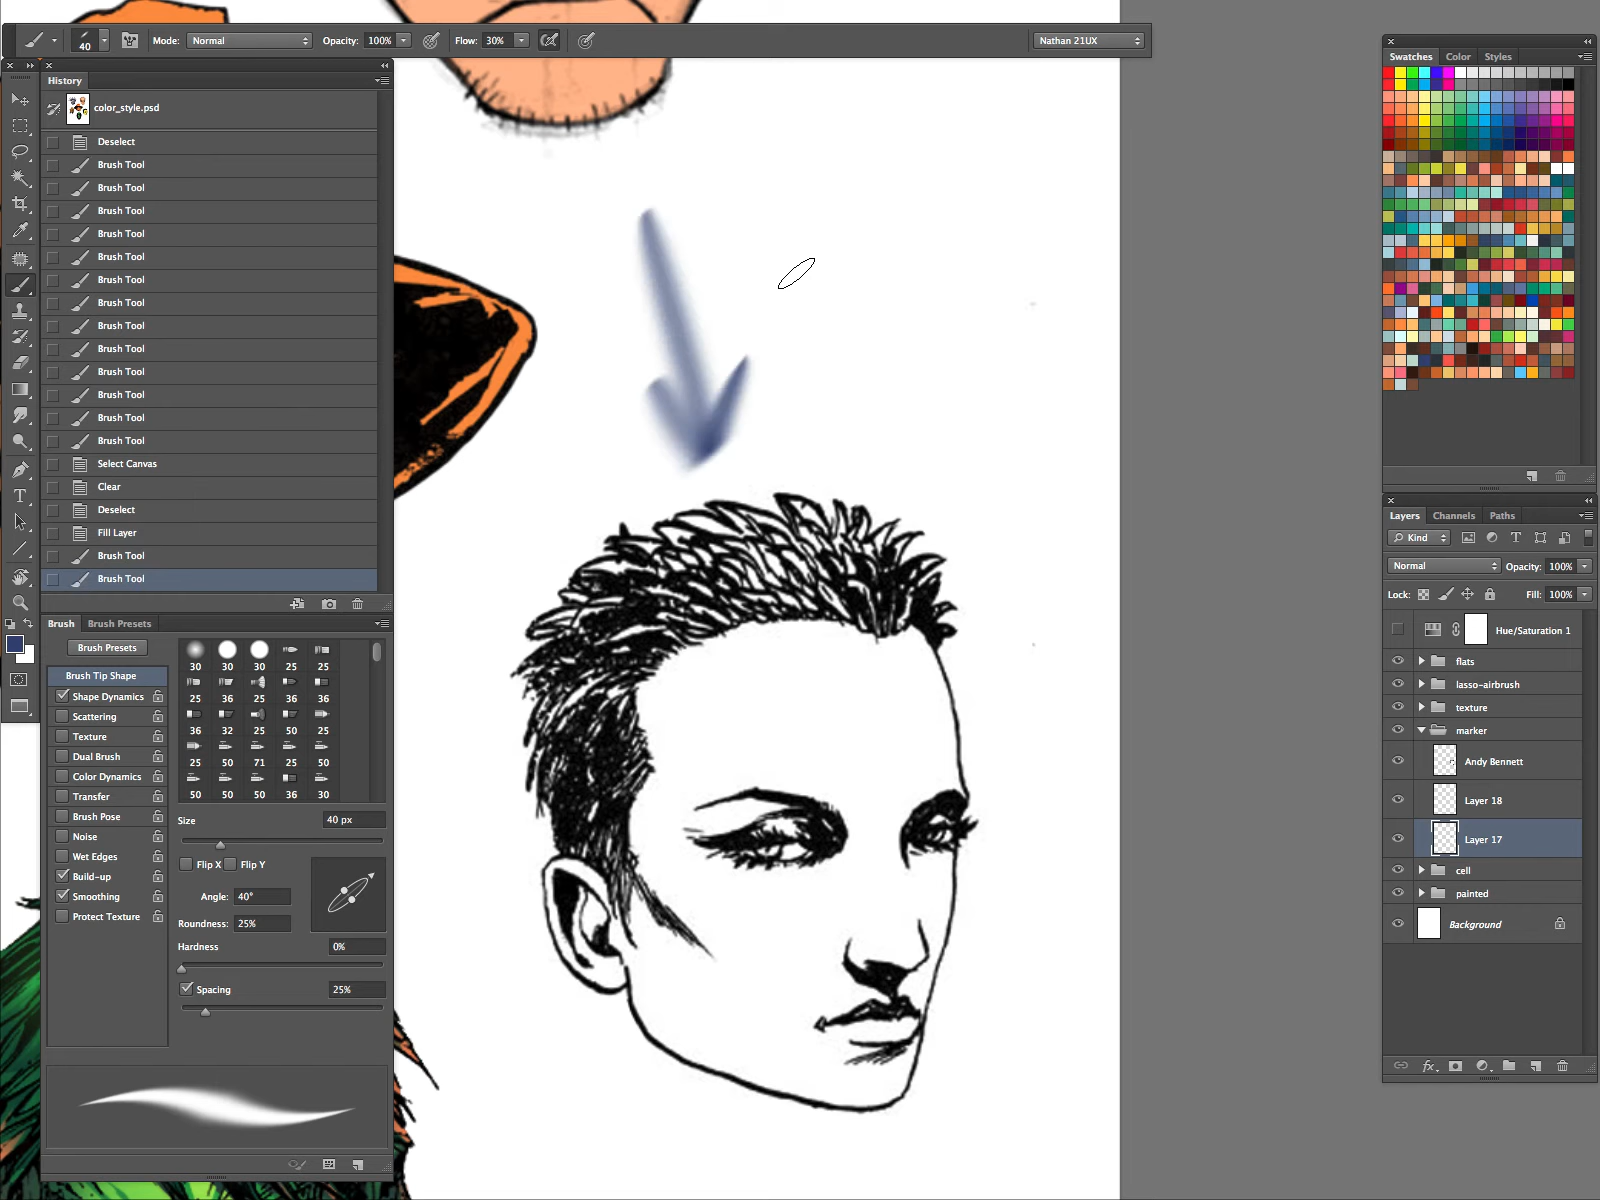 40
Mode: Normal
Opacity: 100%
Flow: 30%
Nathan 21UX
History
color_style.psd
Deselect
Brush Tool
Brush Tool
Brush Tool
Brush Tool
Brush Tool
Brush Tool
Brush Tool
Brush Tool
Brush Tool
Brush Tool
Brush Tool
Brush Tool
Brush Tool
Select Canvas
Clear
Deselect
Fill Layer
Brush Tool
Brush Tool
Brush
Brush Presets
Brush Presets
Brush Tip Shape
Shape Dynamics
Scattering
Texture
Dual Brush
Color Dynamics
Transfer
Brush Pose
Noise
Wet Edges
Build-up
Smoothing
Protect Texture
30 30 30 25 25
25 36 25 36 36
36 32 25 50 25
25 50 71 25 50
50 50 50 36 30
Size 40 px
Flip X Flip Y
Angle: 40°
Roundness: 25%
Hardness 0%
Spacing 25%
Swatches Color Styles
Layers Channels Paths
Kind T
Normal Opacity: 100%
Lock: Fill: 100%
Hue/Saturation 1
flats
lasso-airbrush
texture
marker
Andy Bennett
Layer 18
Layer 17
cell
painted
Background
fx
T